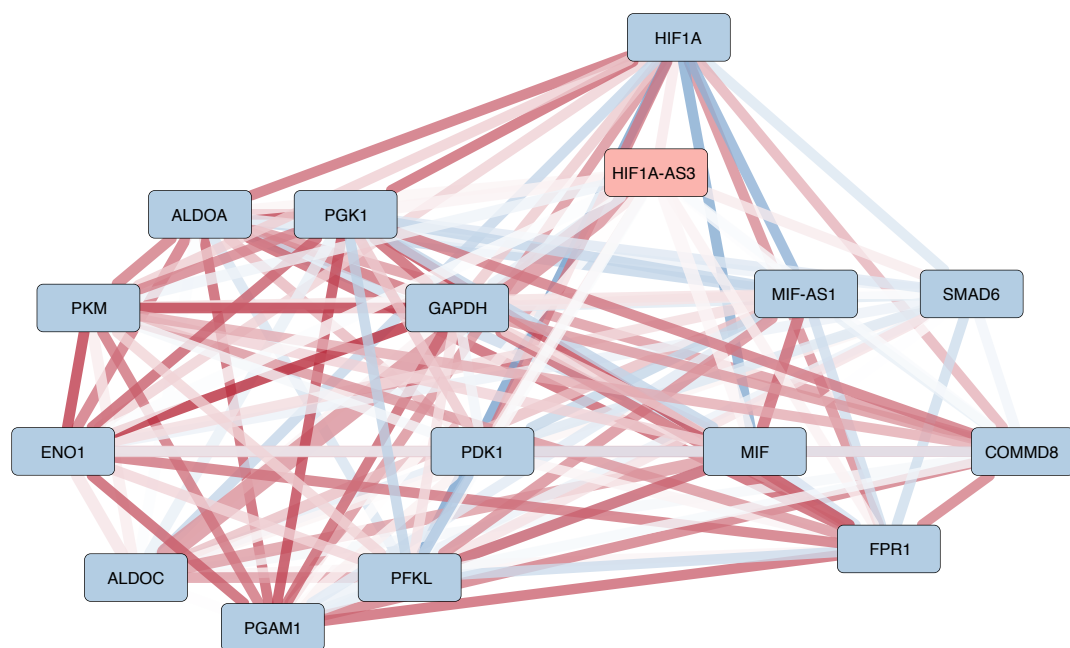 HIF1A
HIF1A-AS3
ALDOA
PGK1
PKM
GAPDH
MIF-AS1
SMAD6
ENO1
PDK1
MIF
COMMD8
FPR1
ALDOC
PFKL
PGAM1